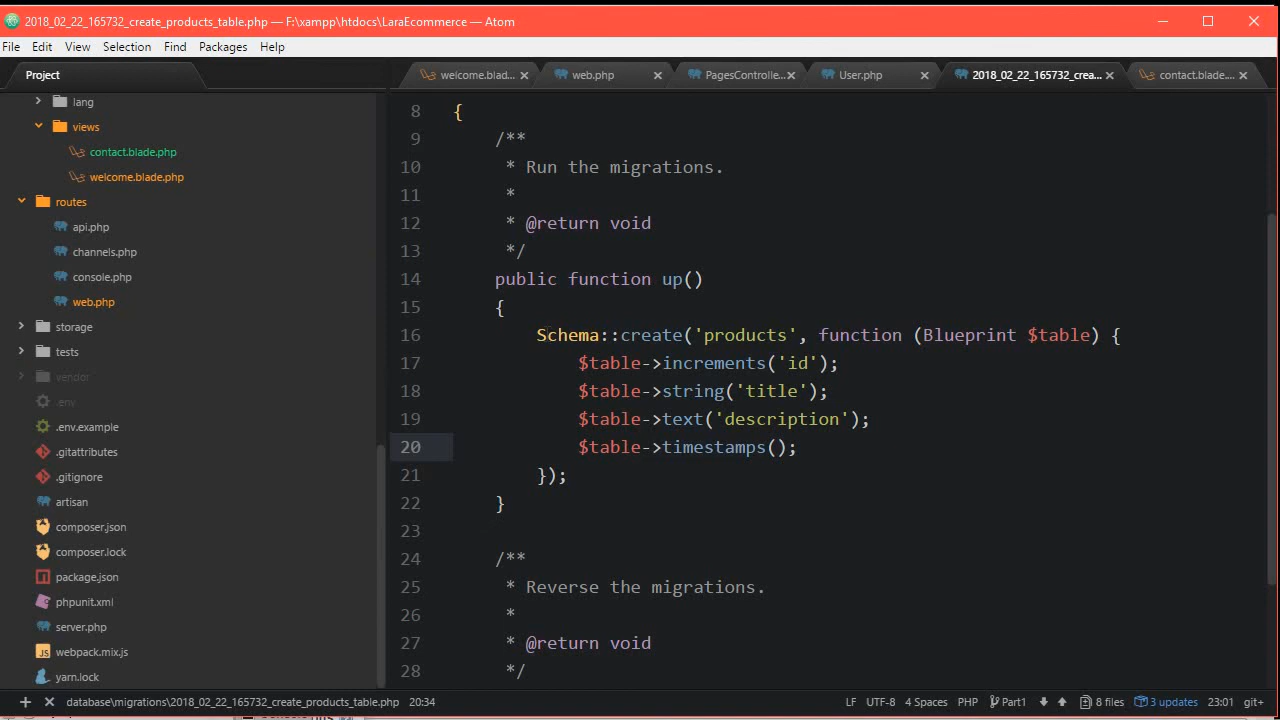 2018_02_22_165732_create_products_table.php — F:\xampp\htdocs\LaraEcommerce — Atom
File Edit View Selection Find Packages Help
Project
welcome.blad... web.php PagesControlle... User.php 2018_02_22_165732_crea... contact.blade....
lang
views
contact.blade.php
welcome.blade.php
routes
api.php
channels.php
console.php
web.php
storage
tests
vendor
.env
.env.example
.gitattributes
.gitignore
artisan
composer.json
composer.lock
package.json
phpunit.xml
server.php
webpack.mix.js
yarn.lock
8 {
9 /**
10 * Run the migrations.
11 *
12 * @return void
13 */
14 public function up()
15 {
16 Schema::create('products', function (Blueprint $table) {
17 $table->increments('id');
18 $table->string('title');
19 $table->text('description');
20 $table->timestamps();
21 });
22 }
23
24 /**
25 * Reverse the migrations.
26 *
27 * @return void
28 */
database\migrations\2018_02_22_165732_create_products_table.php 20:34 LF UTF-8 4 Spaces PHP Part1 8 files 3 updates 23:01 git+